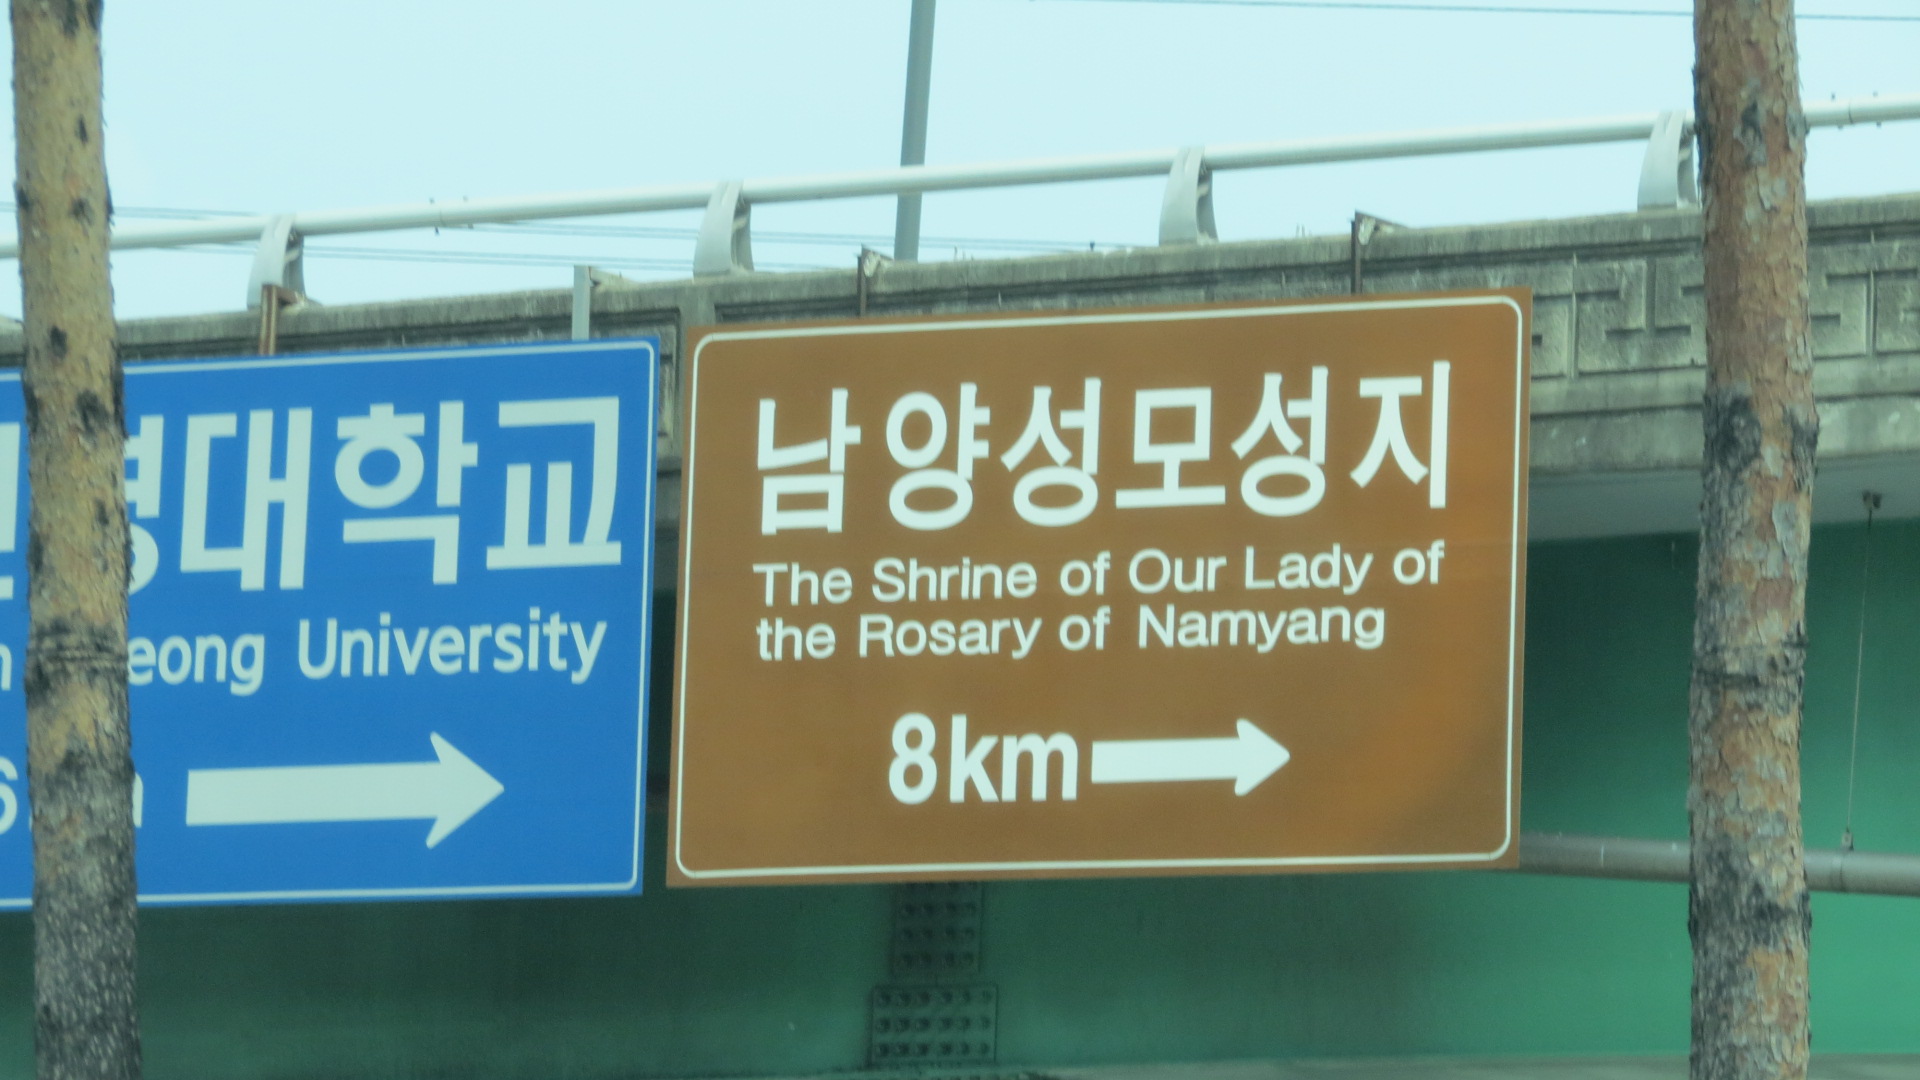 대학교
University
남양성모성지
The Shrine of Our Lady of
the Rosary of Namyang
8km